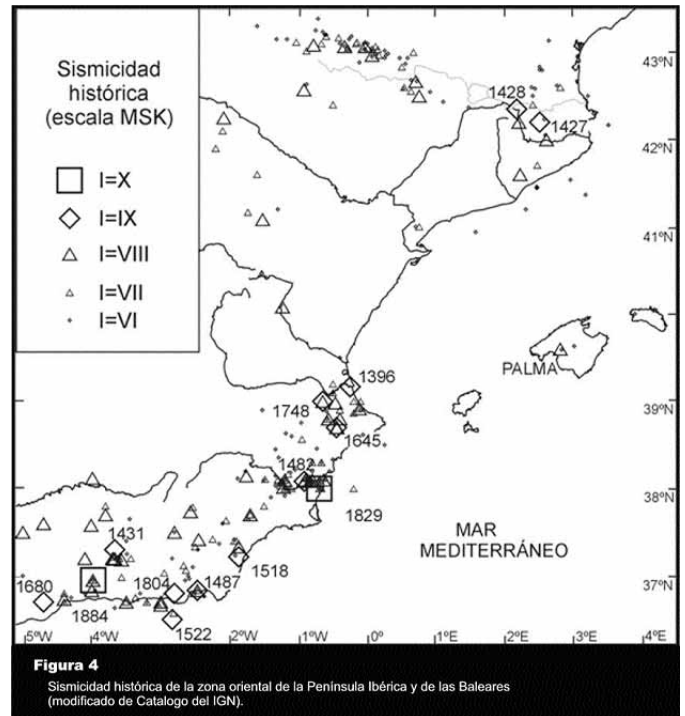 Sismicidad
histórica
(escala MSK)
I=X
I=IX
I=VIII
I=VII
I=VI
43ºN
1428
1427
42ºN
41ºN
PALMA
1396
1748
39ºN
1645
1482
38ºN
1829
MAR
MEDITERRÁNEO
1431
1518
1680
1804
1487
37ºN
1884
1522
5ºW
4ºW
3ºW
2ºW
1ºW
0º
1ºE
2ºE
3ºE
4ºE
Figura 4
Sismicidad histórica de la zona oriental de la Península Ibérica y de las Baleares
(modificado de Catalogo del IGN).